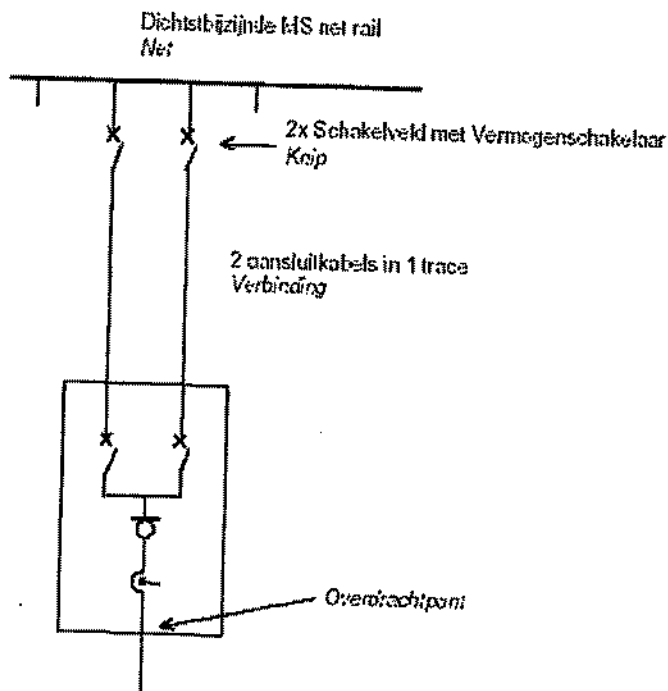 Dichtstbijzijnde MS net rail
Net
2x Schakelveld met Vermogenschakelaar
Knip
2 aansluitkabels in 1 trace
Verbinding
Overdrachtpunt